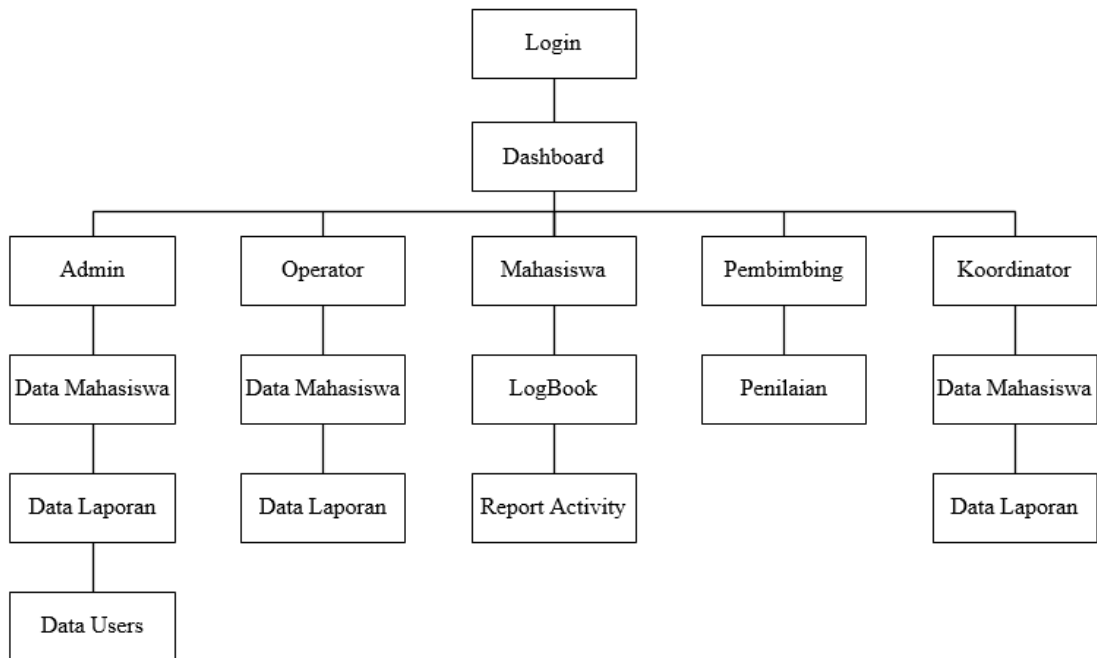 Login
Dashboard
Admin
Operator
Mahasiswa
Pembimbing
Koordinator
Data Mahasiswa
Data Mahasiswa
LogBook
Penilaian
Data Mahasiswa
Data Laporan
Data Laporan
Report Activity
Data Laporan
Data Users